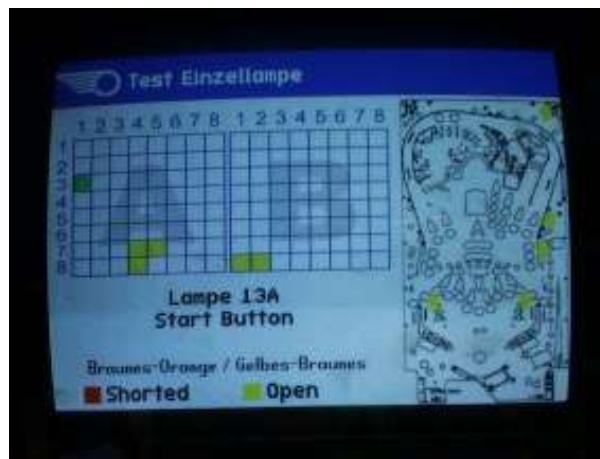 Test Einzellampe
1 2 3 4 5 6 7 8 1 2 3 4 5 6 7 8
1
2
3
4
5
6
7
8
A
B
A
Lampe 13A
Start Button
Braunes-Orange / Gelbes-Braunes
Shorted
Open